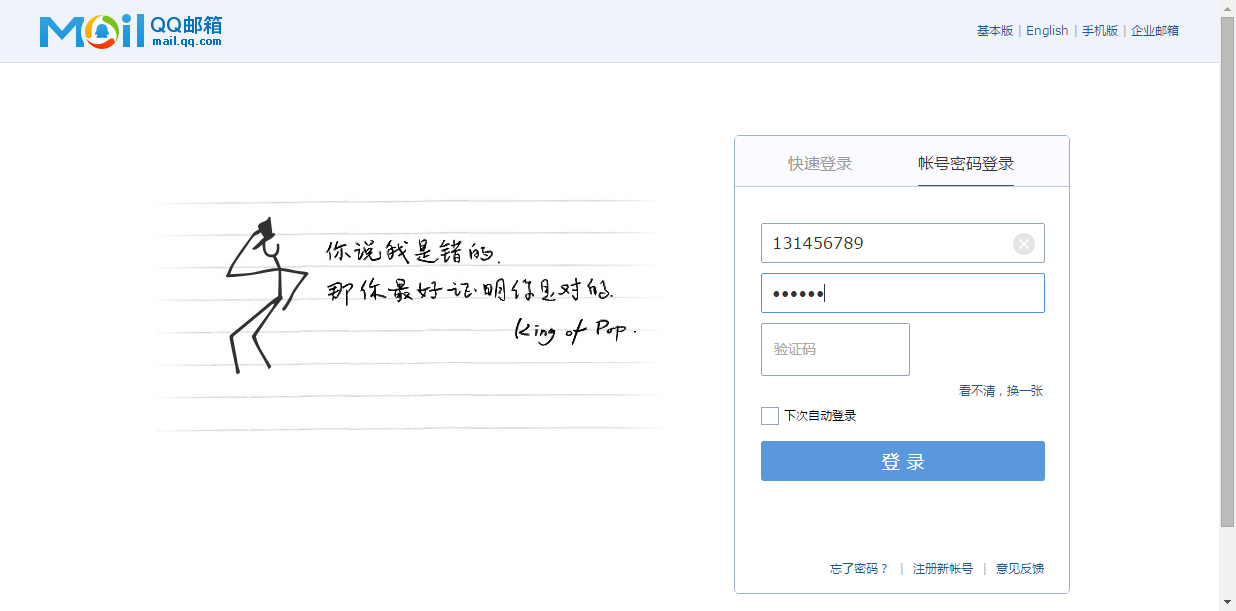 Mail QQ邮箱
mail.qq.com
基本版 | English | 手机版 | 企业邮箱
快速登录 帐号密码登录
你说我是错的.
那你最好证明你是对的.
King of Pop.
131456789
••••••
验证码
看不清，换一张
下次自动登录
登 录
忘了密码？ | 注册新帐号 | 意见反馈